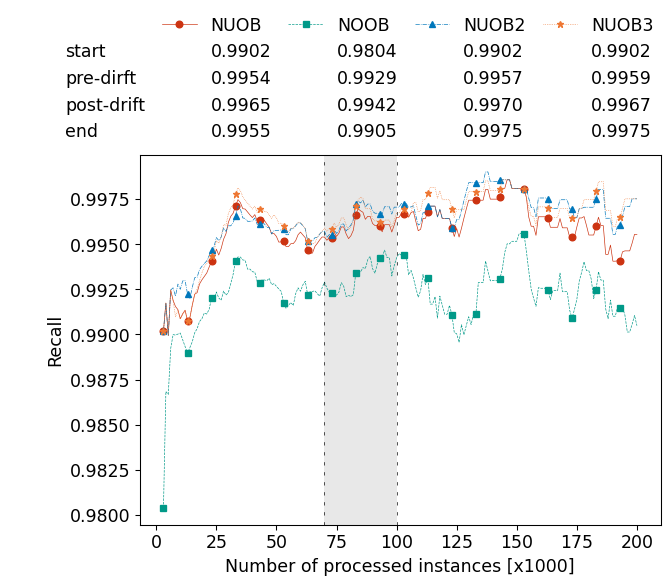 NUOB NOOB NUOB2 NUOB3
start 0.9902 0.9804 0.9902 0.9902
pre-dirft 0.9954 0.9929 0.9957 0.9959
post-drift 0.9965 0.9942 0.9970 0.9967
end 0.9955 0.9905 0.9975 0.9975
Recall
0.9975
0.9950
0.9925
0.9900
0.9875
0.9850
0.9825
0.9800
0 25 50 75 100 125 150 175 200
Number of processed instances [x1000]